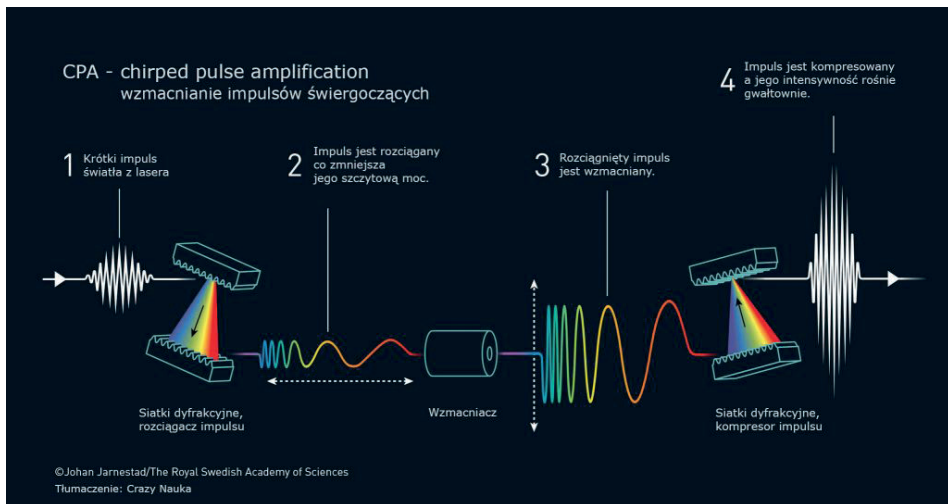 CPA - chirped pulse amplification
wzmacnianie impulsów świergoczących
1
Krótki impuls
światła z lasera
2
Impuls jest rozciągany
co zmniejsza
jego szczytową moc.
3
Rozciągnięty impuls
jest wzmacniany.
4
Impuls jest kompresowany
a jego intensywność rośnie
gwałtownie.
Siatki dyfrakcyjne,
rozciągacz impulsu
Wzmacniacz
Siatki dyfrakcyjne,
kompresor impulsu
©Johan Jarnestad/The Royal Swedish Academy of Sciences
Tłumaczenie: Crazy Nauka